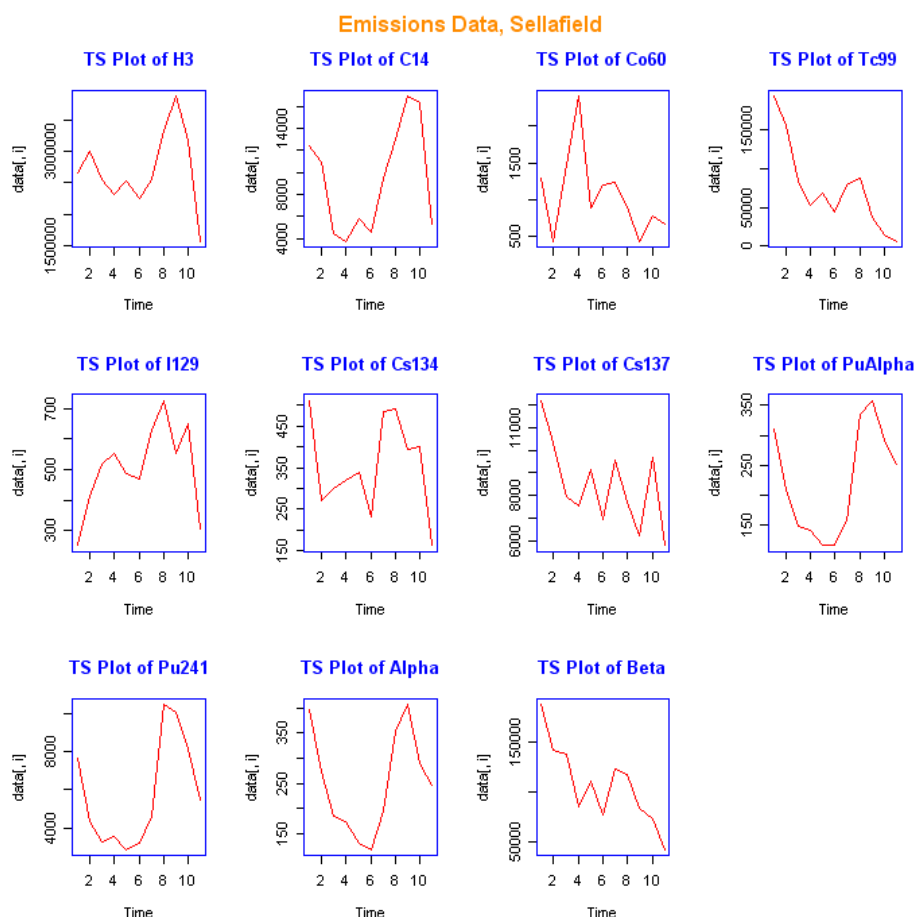 Emissions Data, Sellafield
TS Plot of H3
data[, i]
1500000 3000000
2 4 6 8 10
Time
TS Plot of C14
data[, i]
4000 8000 14000
2 4 6 8 10
Time
TS Plot of Co60
data[, i]
500 1500
2 4 6 8 10
Time
TS Plot of Tc99
data[, i]
0 50000 150000
2 4 6 8 10
Time
TS Plot of I129
data[, i]
300 500 700
2 4 6 8 10
Time
TS Plot of Cs134
data[, i]
150 250 350 450
2 4 6 8 10
Time
TS Plot of Cs137
data[, i]
6000 8000 11000
2 4 6 8 10
Time
TS Plot of PuAlpha
data[, i]
150 250 350
2 4 6 8 10
Time
TS Plot of Pu241
data[, i]
4000 8000
2 4 6 8 10
Time
TS Plot of Alpha
data[, i]
150 250 350
2 4 6 8 10
Time
TS Plot of Beta
data[, i]
50000 150000
2 4 6 8 10
Time